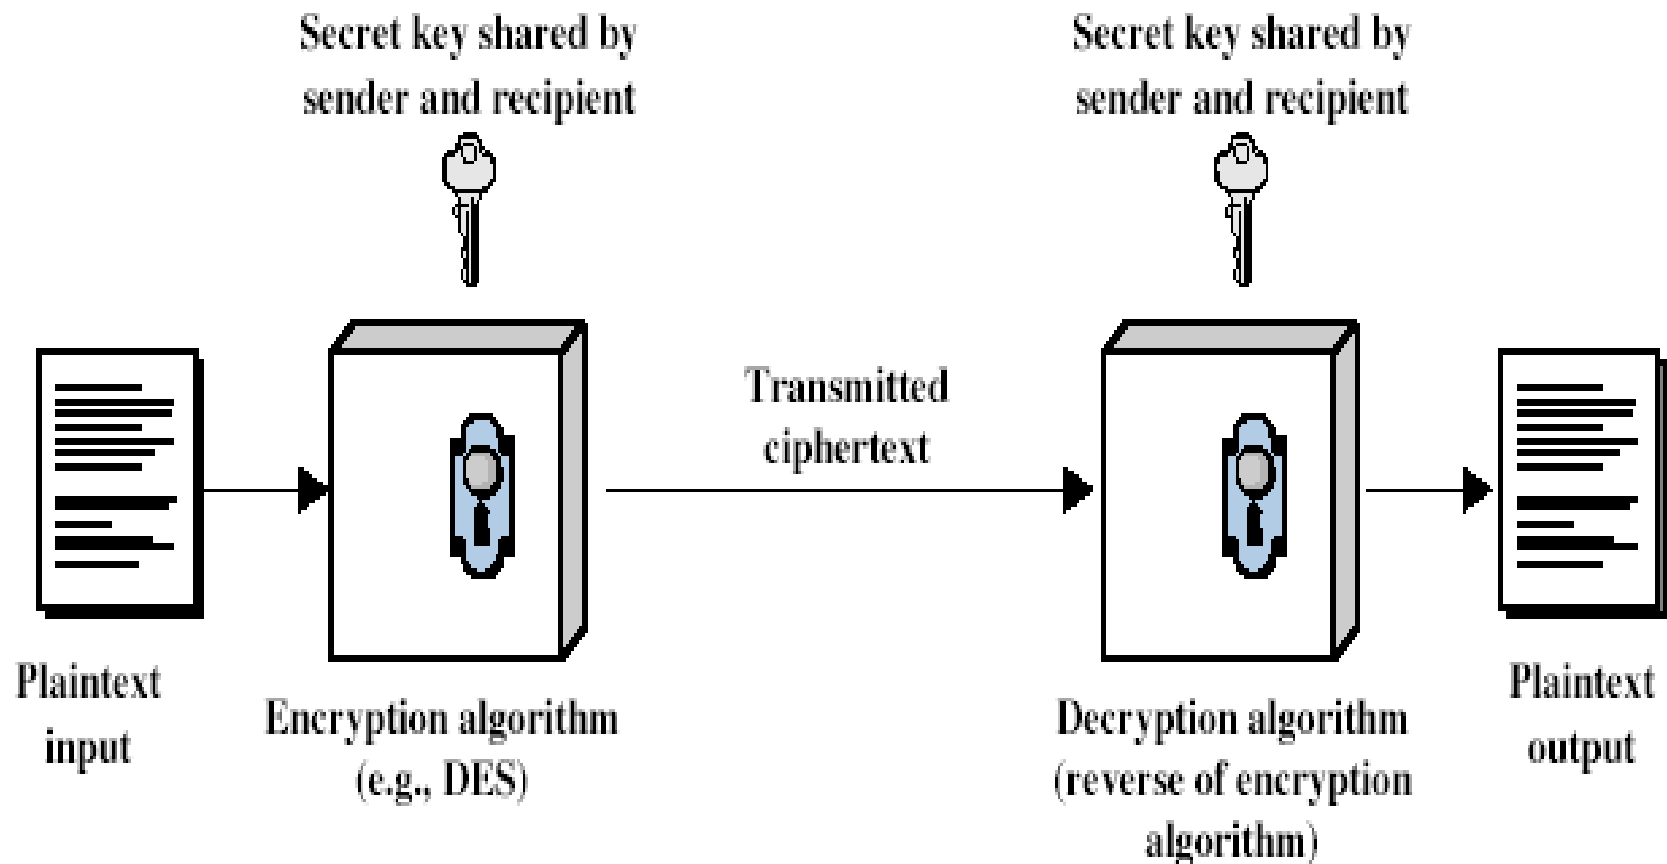 Secret key shared by
sender and recipient
Secret key shared by
sender and recipient
Transmitted
ciphertext
Plaintext
input
Encryption algorithm
(e.g., DES)
Decryption algorithm
(reverse of encryption
algorithm)
Plaintext
output